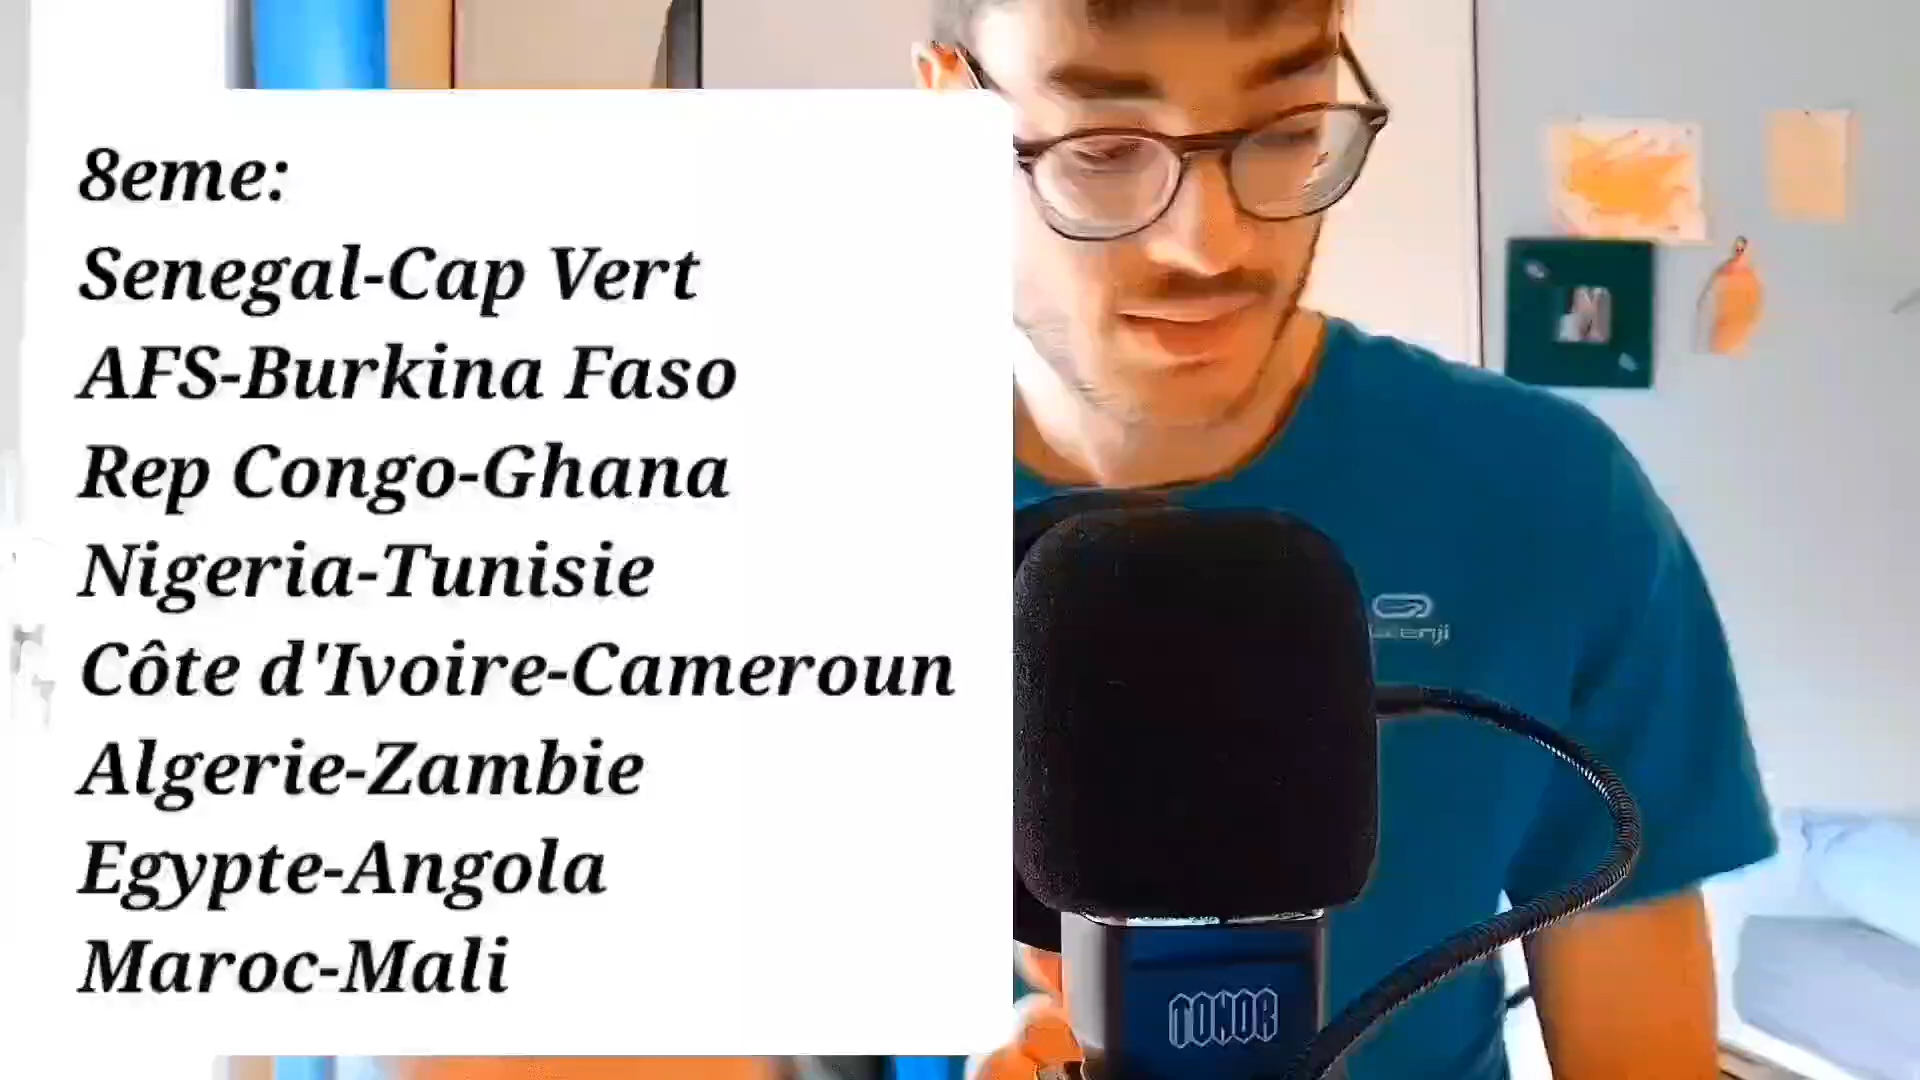 8eme:
Senegal-Cap Vert
AFS-Burkina Faso
Rep Congo-Ghana
Nigeria-Tunisie
Côte d'Ivoire-Cameroun
Algerie-Zambie
Egypte-Angola
Maroc-Mali
TONOR